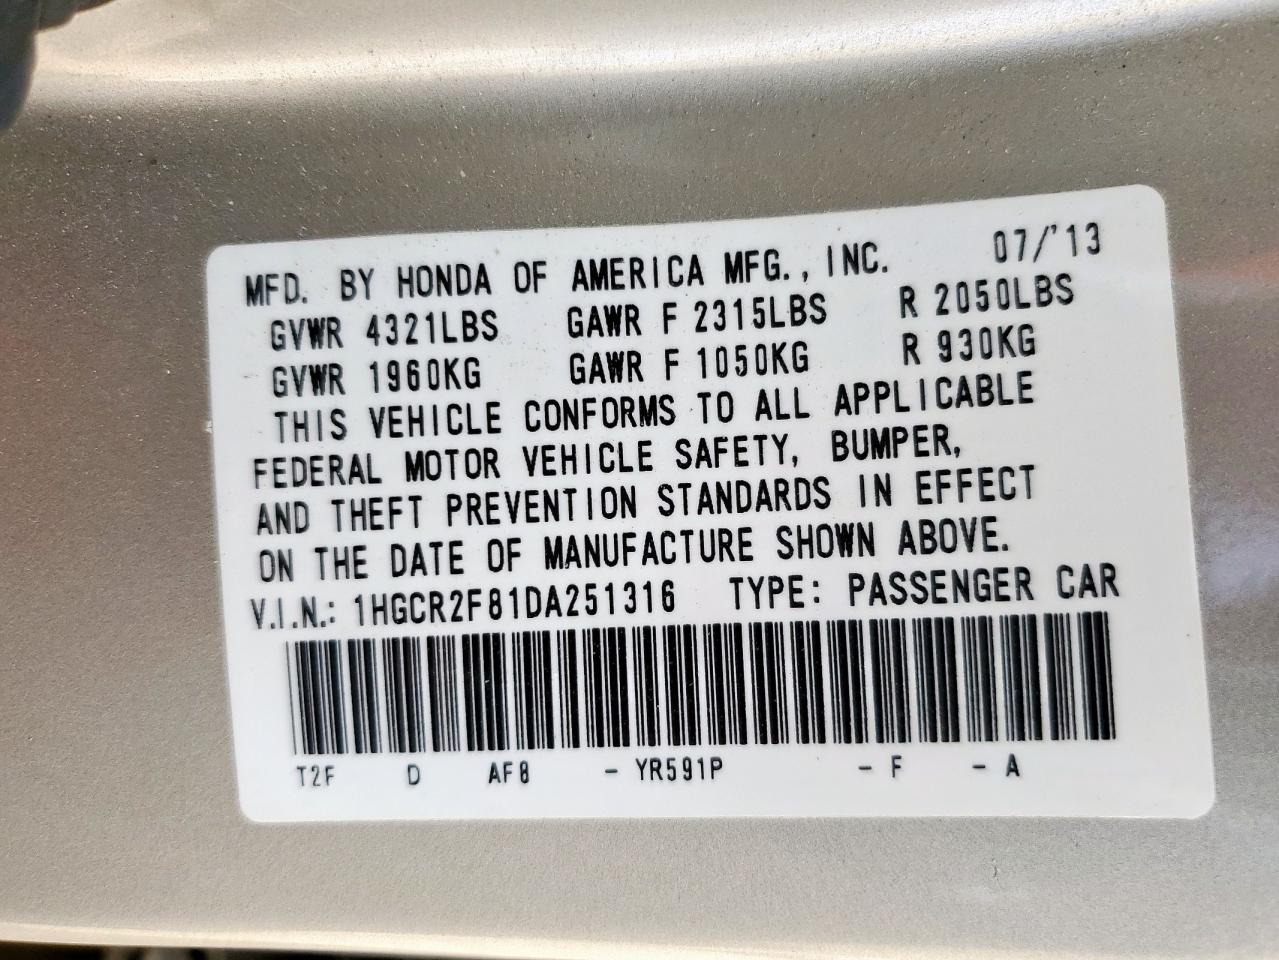 MFD. BY HONDA OF AMERICA MFG., INC. 07/'13
GVWR 4321LBS GAWR F 2315LBS R 2050LBS
GVWR 1960KG GAWR F 1050KG R 930KG
THIS VEHICLE CONFORMS TO ALL APPLICABLE
FEDERAL MOTOR VEHICLE SAFETY, BUMPER,
AND THEFT PREVENTION STANDARDS IN EFFECT
ON THE DATE OF MANUFACTURE SHOWN ABOVE.
V.I.N.: 1HGCR2F81DA251316 TYPE: PASSENGER CAR
T2F D AF8 - YR591P - F - A